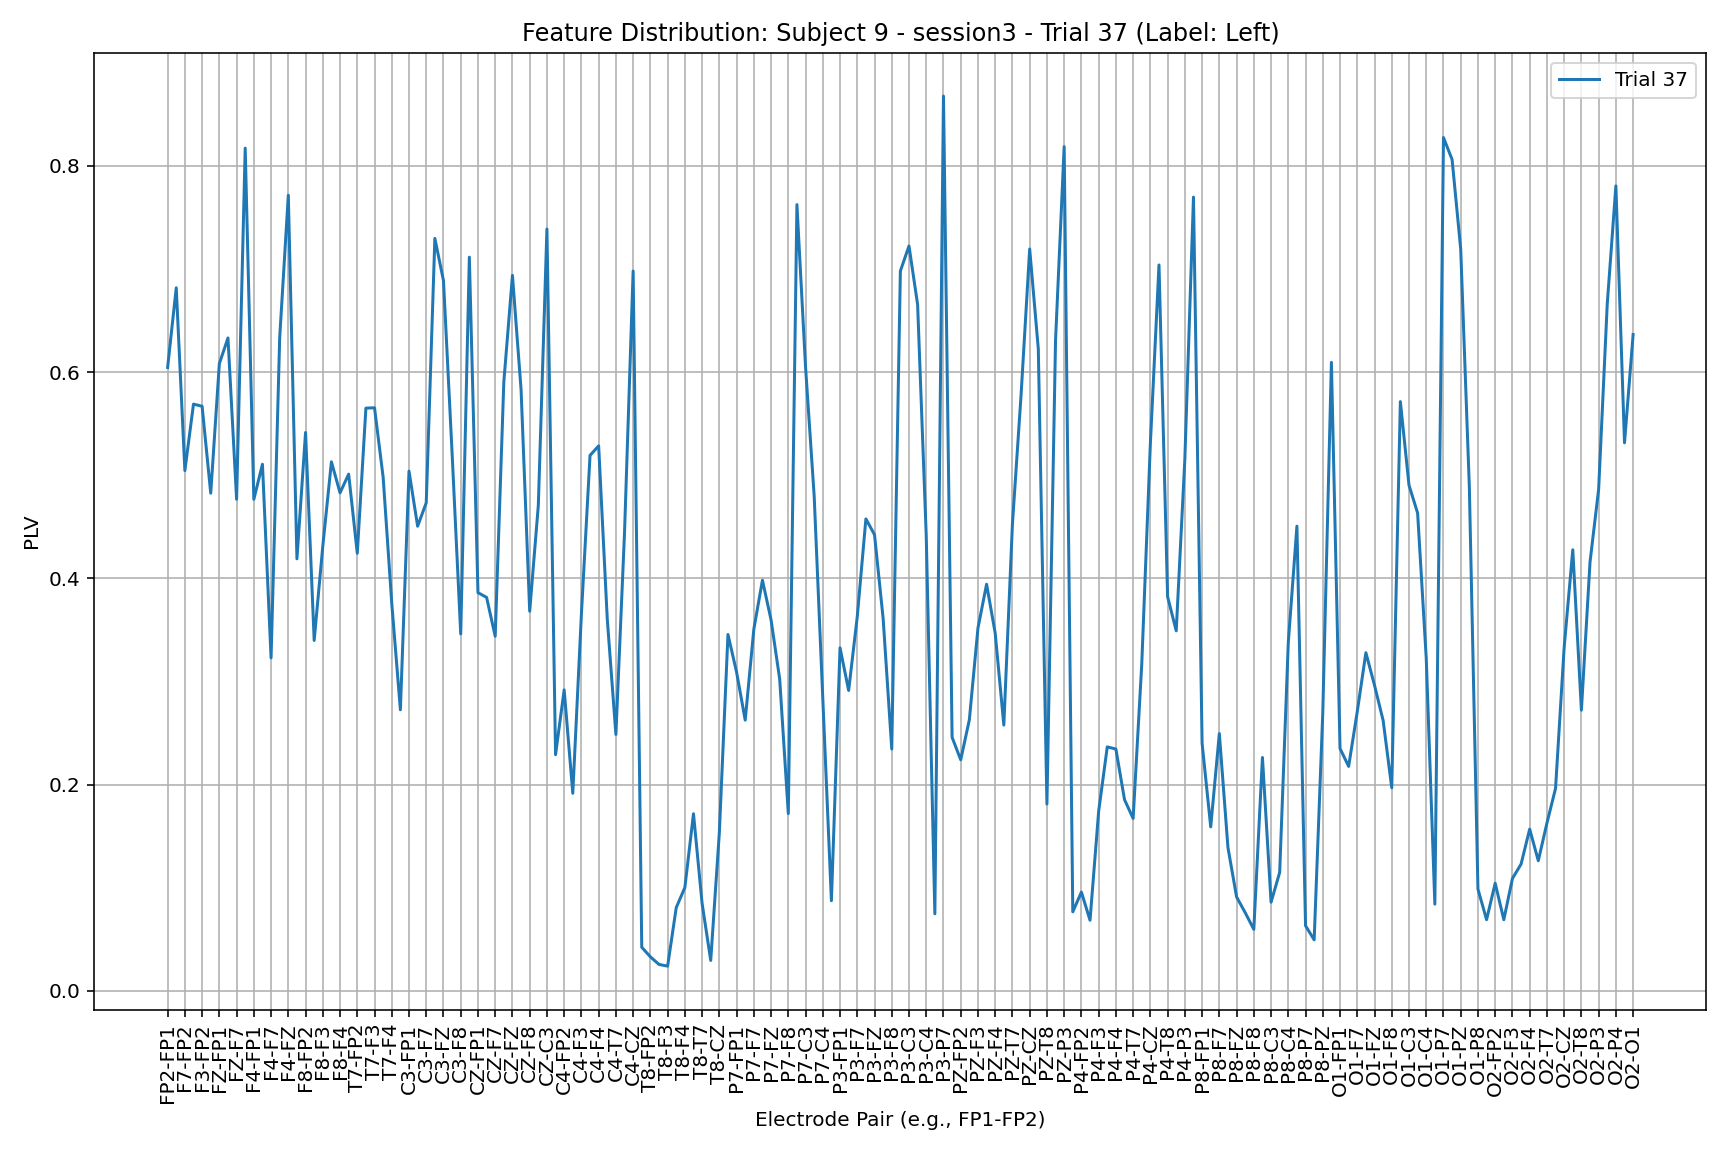 Feature Distribution: Subject 9 - session3 - Trial 37 (Label: Left)
Trial 37
PLV
0.8
0.6
0.4
0.2
0.0
FP2-FP1
F7-FP2
F3-FP2
FZ-FP1
FZ-F7
F4-FP1
F4-F7
F4-FZ
F8-FP2
F8-F3
F8-F4
T7-FP2
T7-F3
T7-F4
C3-FP1
C3-F7
C3-FZ
C3-F8
CZ-FP1
CZ-F7
CZ-FZ
CZ-F8
CZ-C3
C4-FP2
C4-F3
C4-F4
C4-T7
C4-CZ
T8-FP2
T8-F3
T8-F4
T8-T7
T8-CZ
P7-FP1
P7-F7
P7-FZ
P7-F8
P7-C3
P7-C4
P3-FP1
P3-F7
P3-FZ
P3-F8
P3-C3
P3-C4
P3-P7
PZ-FP2
PZ-F3
PZ-F4
PZ-T7
PZ-CZ
PZ-T8
PZ-P3
P4-FP2
P4-F3
P4-F4
P4-T7
P4-CZ
P4-T8
P4-P3
P8-FP1
P8-F7
P8-FZ
P8-F8
P8-C3
P8-C4
P8-P7
P8-PZ
O1-FP1
O1-F7
O1-FZ
O1-F8
O1-C3
O1-C4
O1-P7
O1-PZ
O1-P8
O2-FP2
O2-F3
O2-F4
O2-T7
O2-CZ
O2-T8
O2-P3
O2-P4
O2-O1
Electrode Pair (e.g., FP1-FP2)